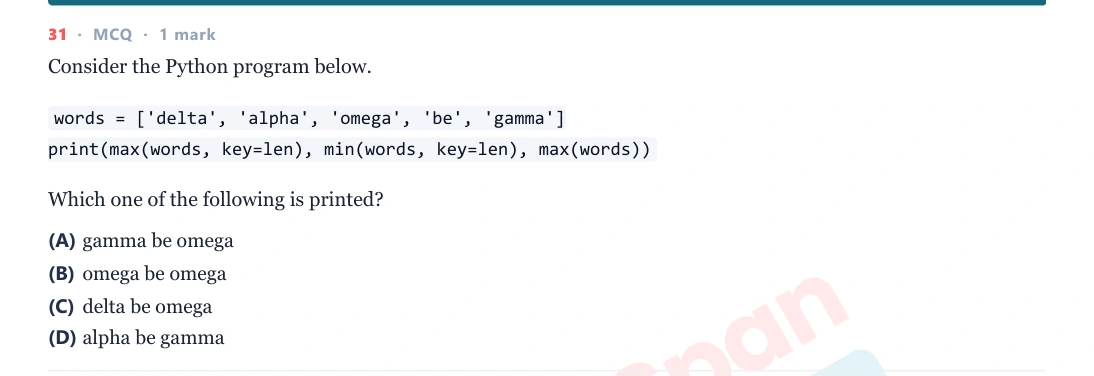 31 · MCQ · 1 mark
Consider the Python program below.
words = ['delta', 'alpha', 'omega', 'be', 'gamma']
print(max(words, key=len), min(words, key=len), max(words))
Which one of the following is printed?
(A) gamma be omega
(B) omega be omega
(C) delta be omega
(D) alpha be gamma